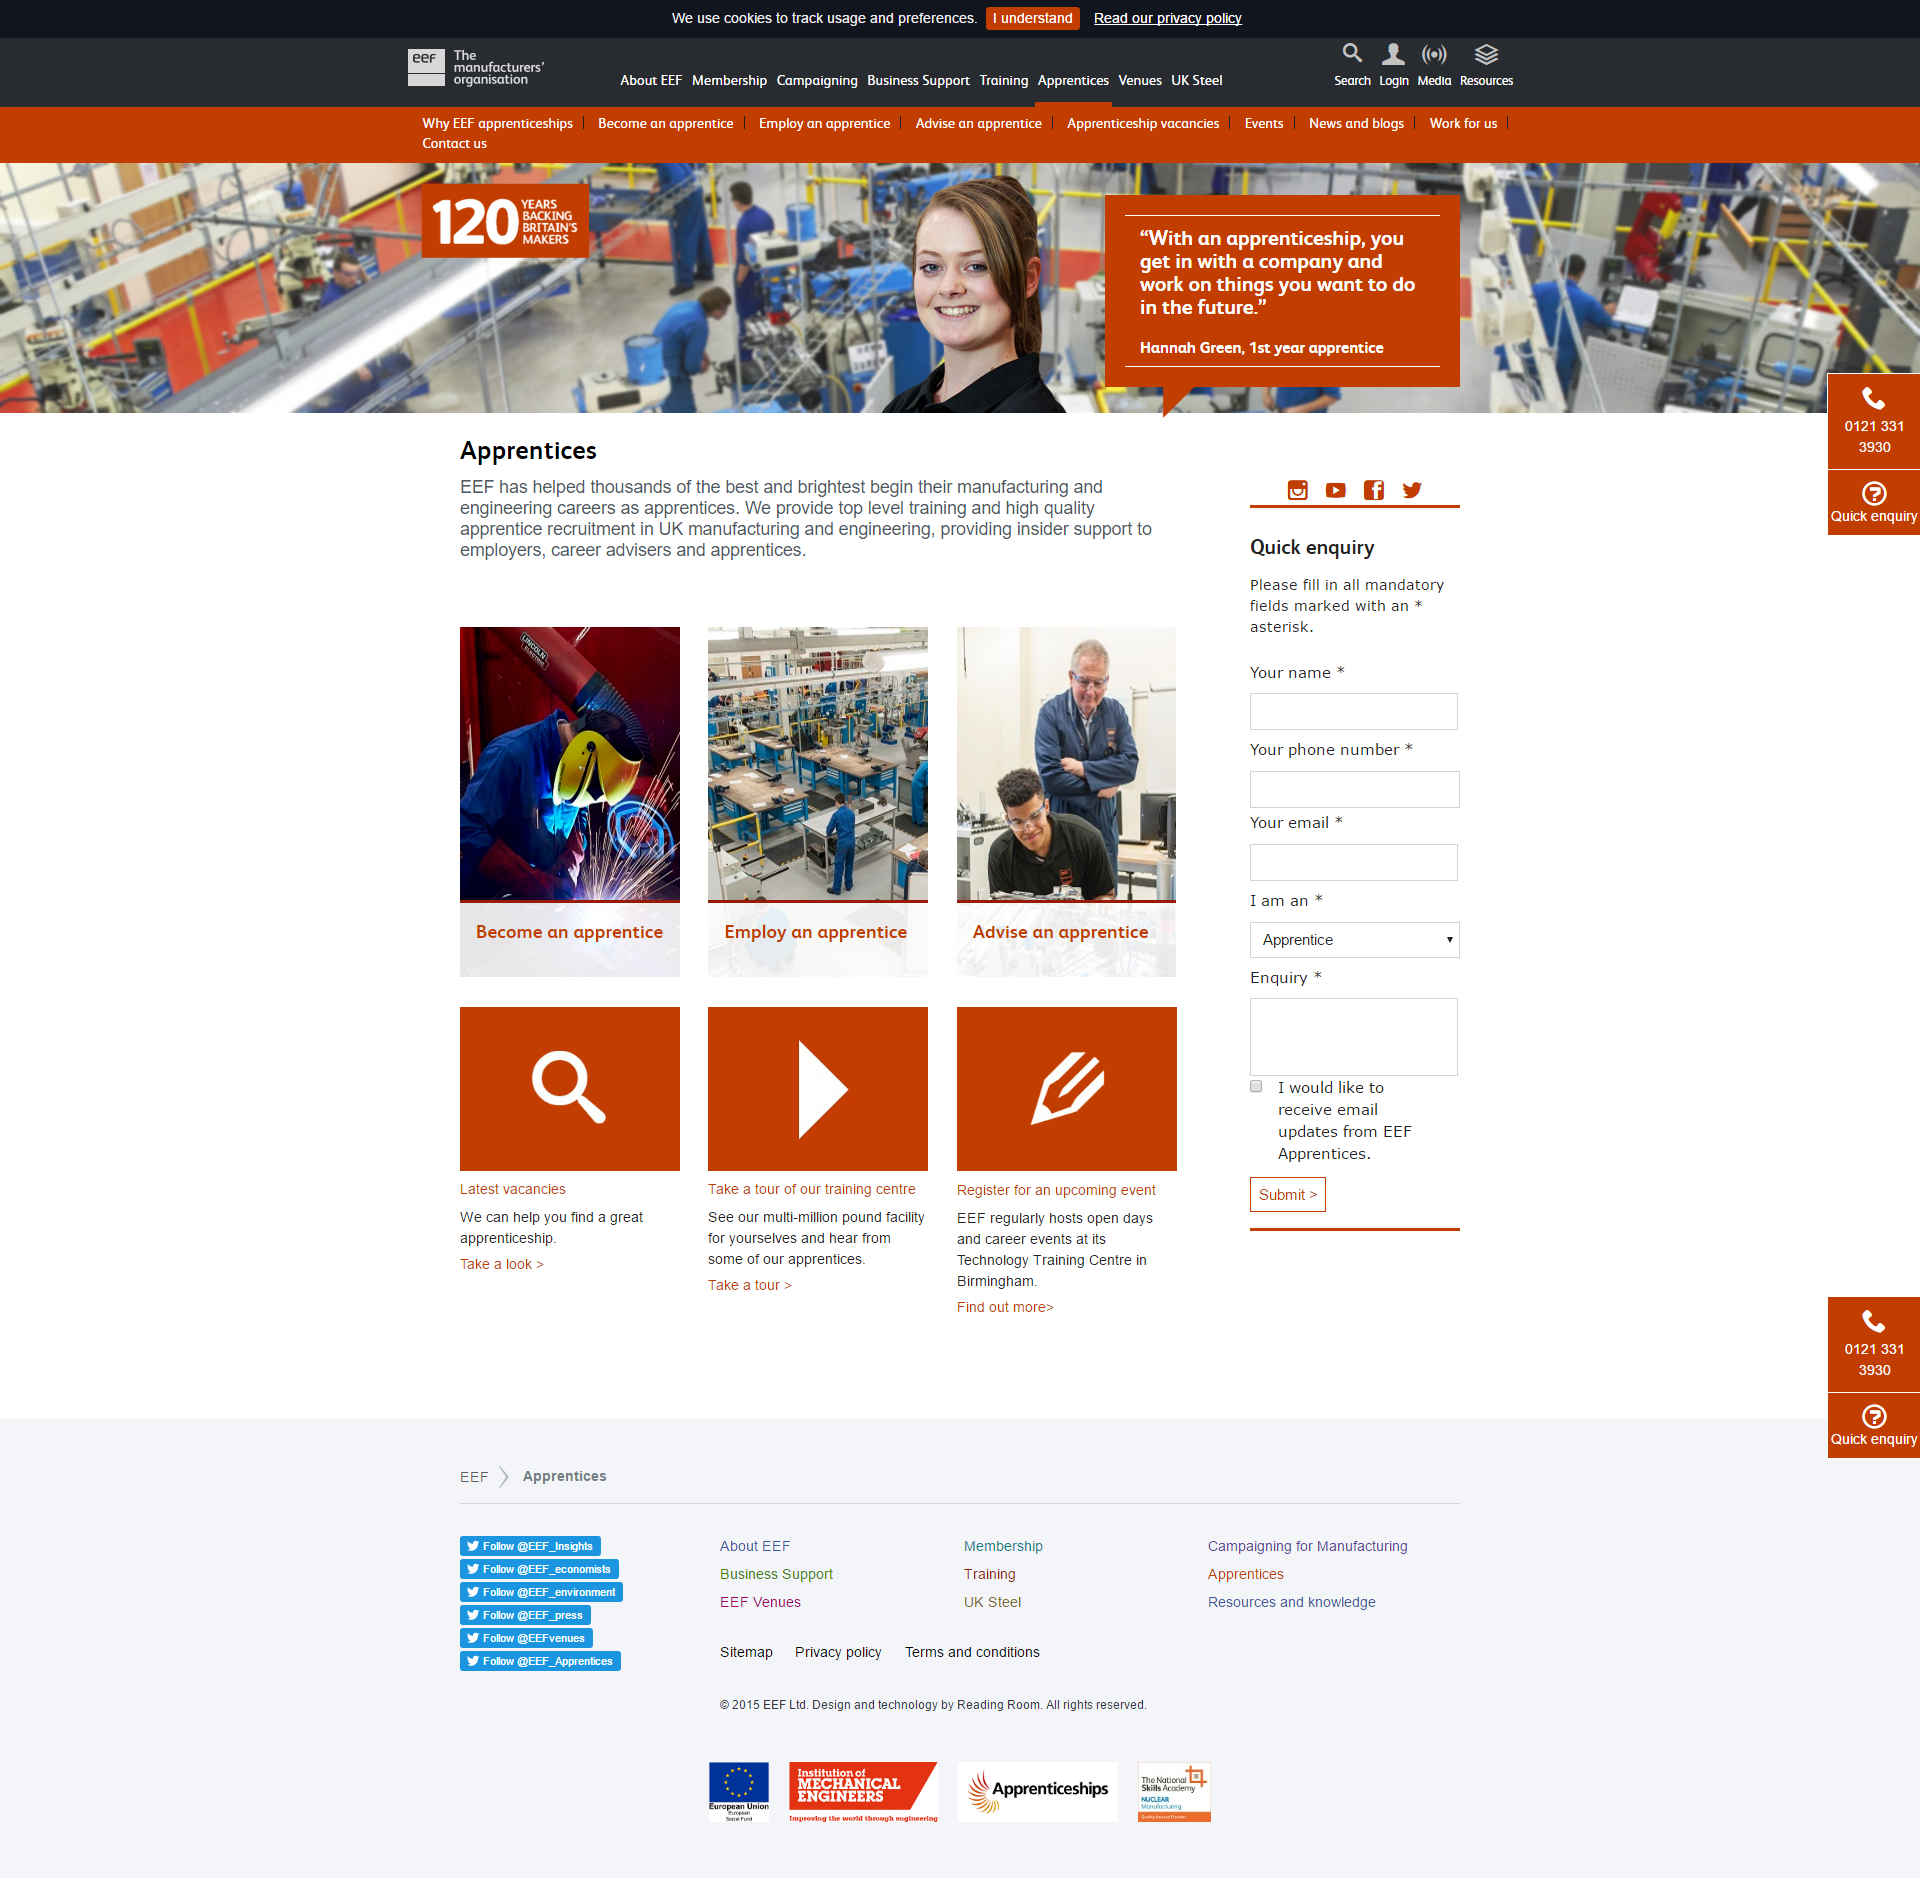 We use cookies to track usage and preferences. I understand Read our privacy policy
eef The manufacturers' organisation
About EEF Membership Campaigning Business Support Training Apprentices Venues UK Steel
Search Login Media Resources
Why EEF apprenticeships Become an apprentice Employ an apprentice Advise an apprentice Apprenticeship vacancies Events News and blogs Work for us
Contact us
120 YEARS
BACKING
BRITAIN'S
MAKERS
“With an apprenticeship, you
get in with a company and
work on things you want to do
in the future.”
Hannah Green, 1st year apprentice
0121 331
3930
Quick enquiry
Apprentices
EEF has helped thousands of the best and brightest begin their manufacturing and
engineering careers as apprentices. We provide top level training and high quality
apprentice recruitment in UK manufacturing and engineering, providing insider support to
employers, career advisers and apprentices.
LINCOLN
ELECTRIC
Become an apprentice
Employ an apprentice
Advise an apprentice
Latest vacancies
We can help you find a great
apprenticeship.
Take a look >
Take a tour of our training centre
See our multi-million pound facility
for yourselves and hear from
some of our apprentices.
Take a tour >
Register for an upcoming event
EEF regularly hosts open days
and career events at its
Technology Training Centre in
Birmingham.
Find out more>
Quick enquiry
Please fill in all mandatory
fields marked with an *
asterisk.
Your name *
Your phone number *
Your email *
I am an *
Apprentice
Enquiry *
I would like to
receive email
updates from EEF
Apprentices.
Submit >
0121 331
3930
Quick enquiry
EEF Apprentices
Follow @EEF_Insights
Follow @EEF_economists
Follow @EEF_environment
Follow @EEF_press
Follow @EEFvenues
Follow @EEF_Apprentices
About EEF Membership Campaigning for Manufacturing
Business Support Training Apprentices
EEF Venues UK Steel Resources and knowledge
Sitemap Privacy policy Terms and conditions
© 2015 EEF Ltd. Design and technology by Reading Room. All rights reserved.
European Union
European
Social Fund
Institution of
MECHANICAL
ENGINEERS
Improving the world through engineering
Apprenticeships
The National
Skills Academy
NUCLEAR
Manufacturing
Quality Assured Provider